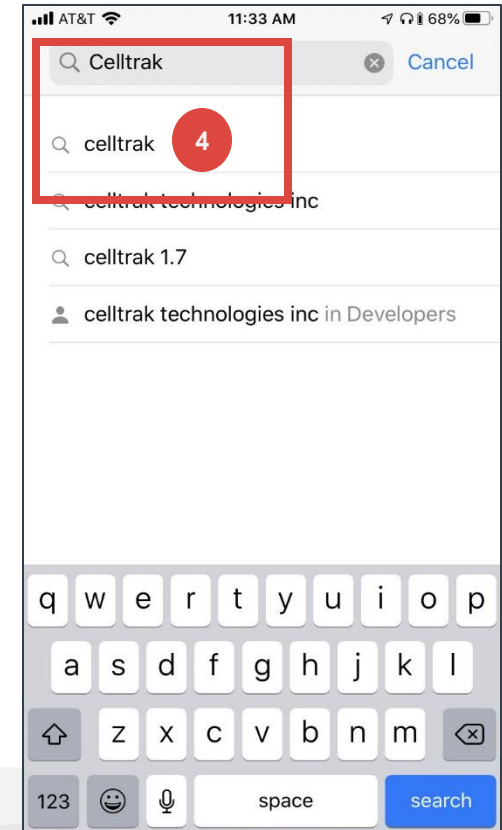 AT&T 11:33 AM 68%
Celltrak Cancel
celltrak 4
celltrak technologies inc
celltrak 1.7
celltrak technologies inc in Developers
q w e r t y u i o p
a s d f g h j k l
z x c v b n m
123 space search